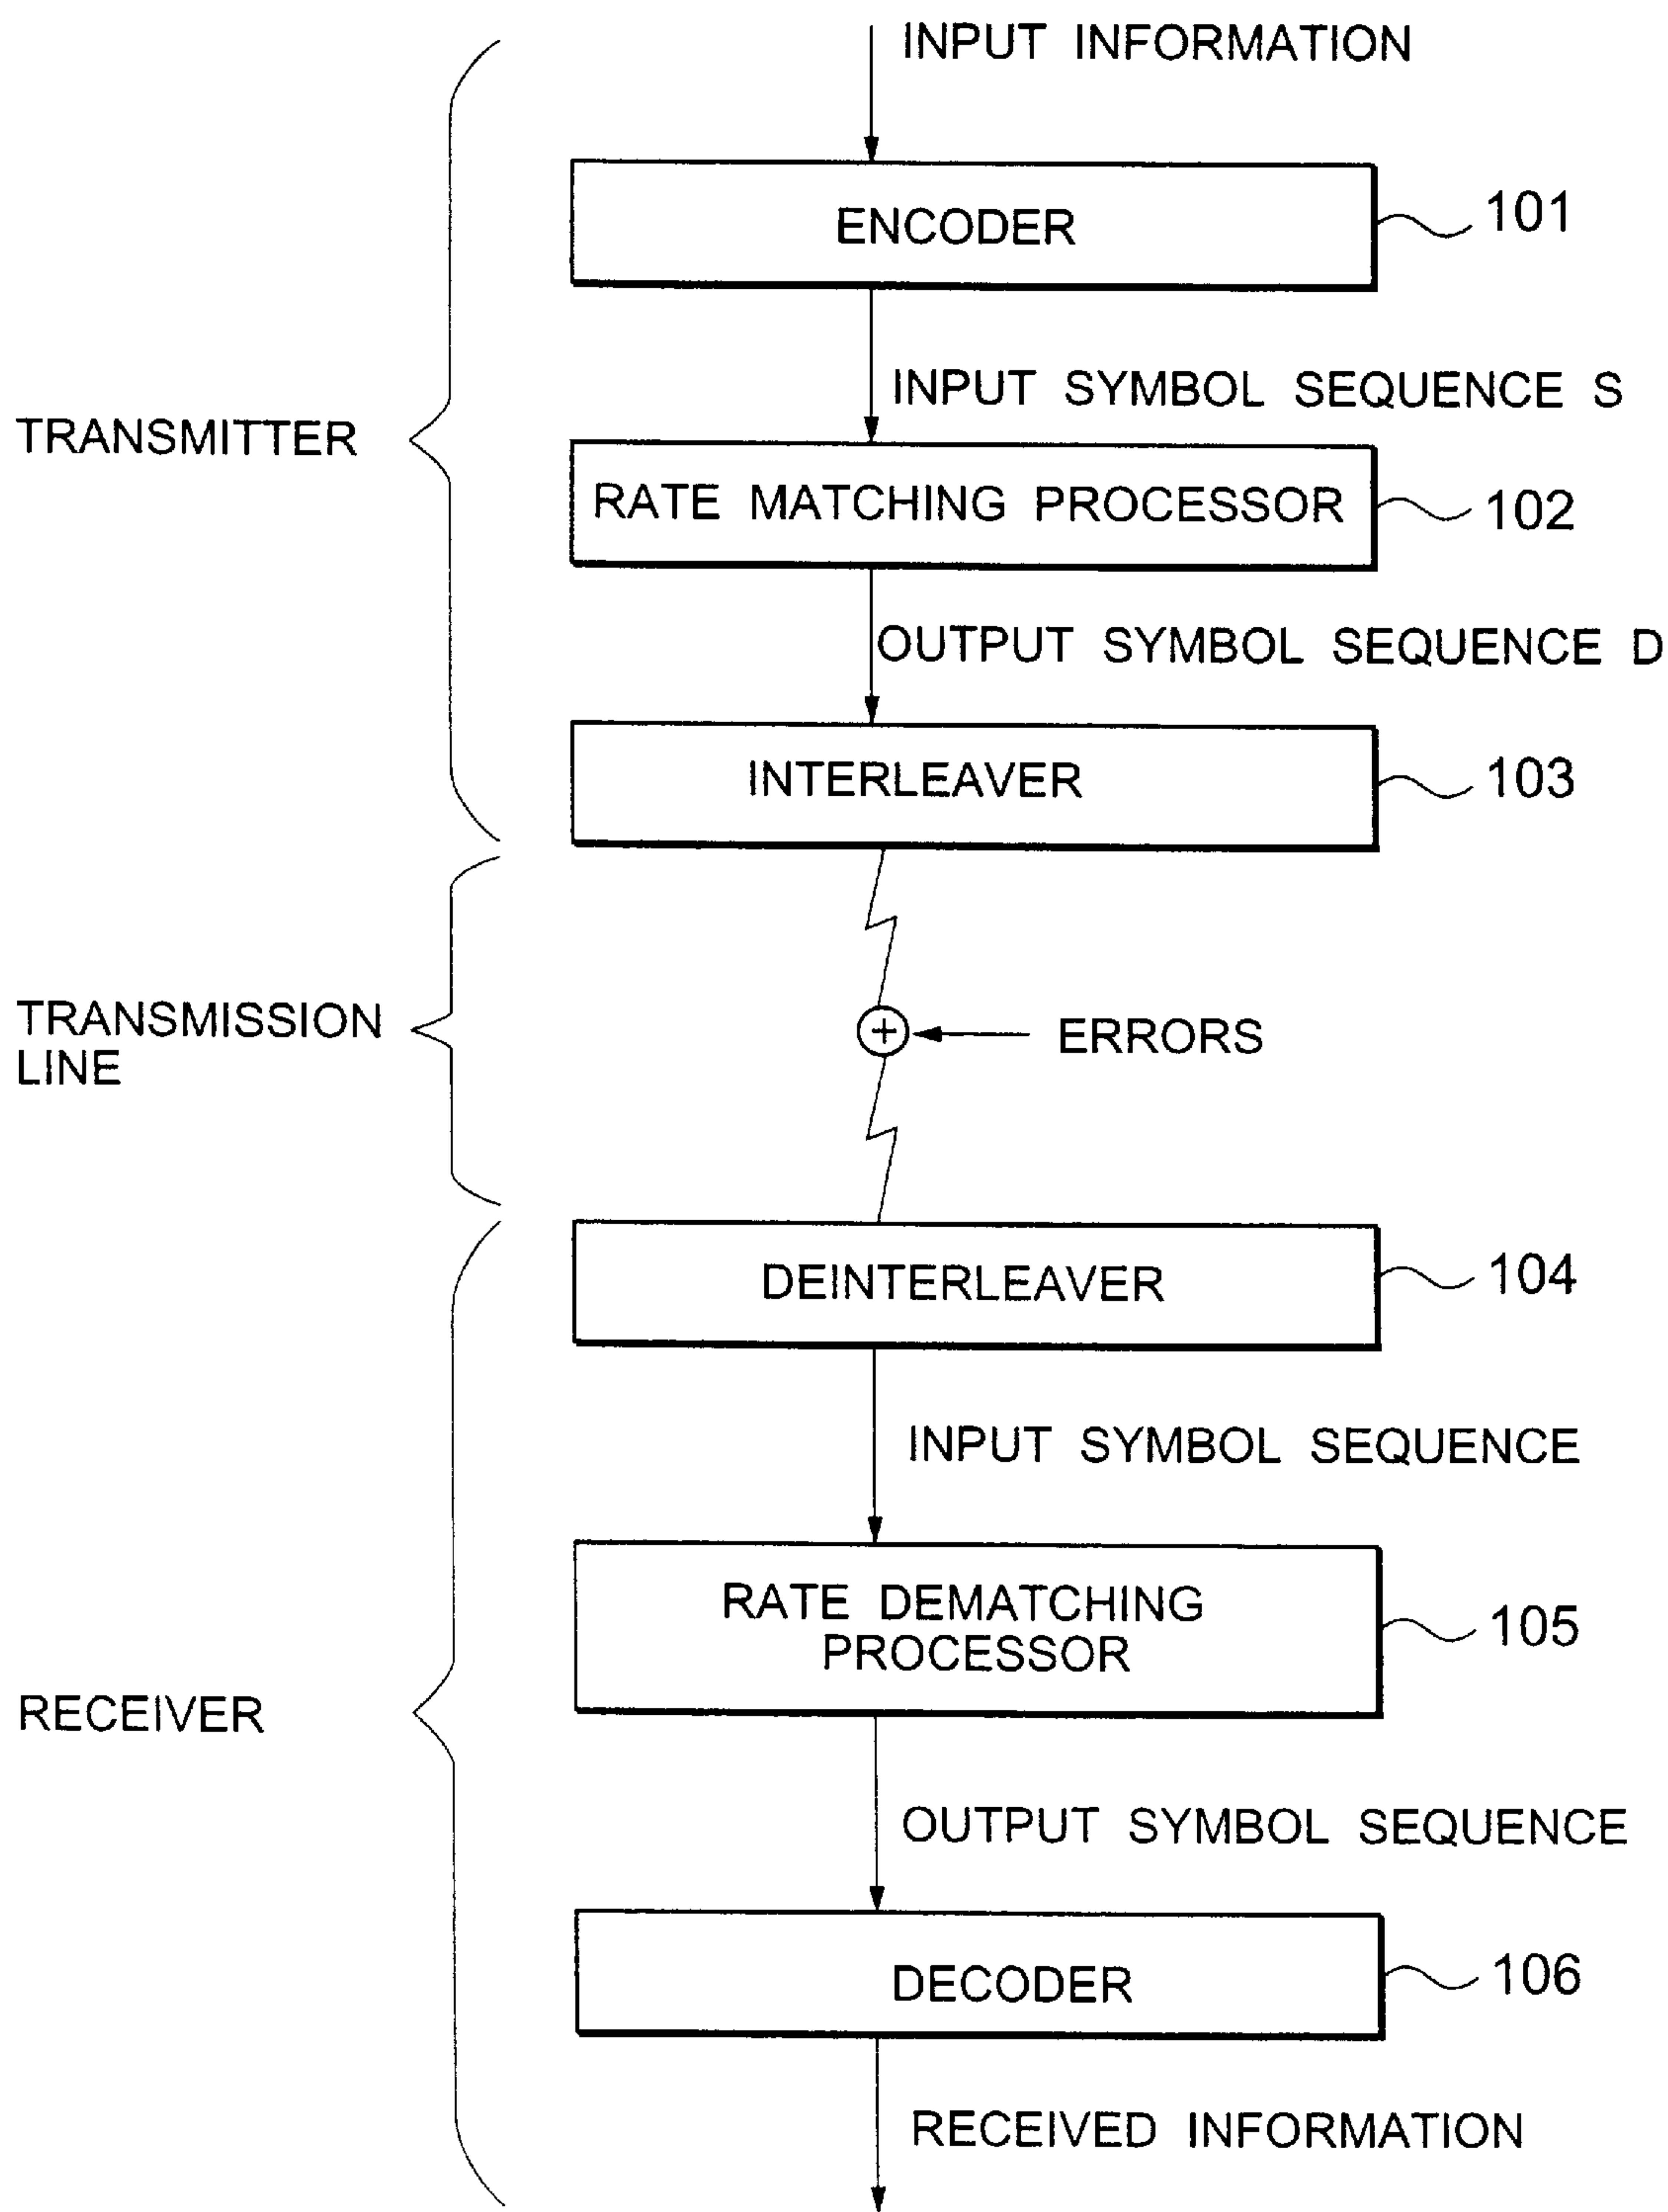 INPUT INFORMATION
ENCODER
101
INPUT SYMBOL SEQUENCE S
TRANSMITTER
RATE MATCHING PROCESSOR
102
OUTPUT SYMBOL SEQUENCE D
INTERLEAVER
103
TRANSMISSION
LINE
ERRORS
DEINTERLEAVER
104
INPUT SYMBOL SEQUENCE
RATE DEMATCHING
PROCESSOR
105
RECEIVER
OUTPUT SYMBOL SEQUENCE
DECODER
106
RECEIVED INFORMATION